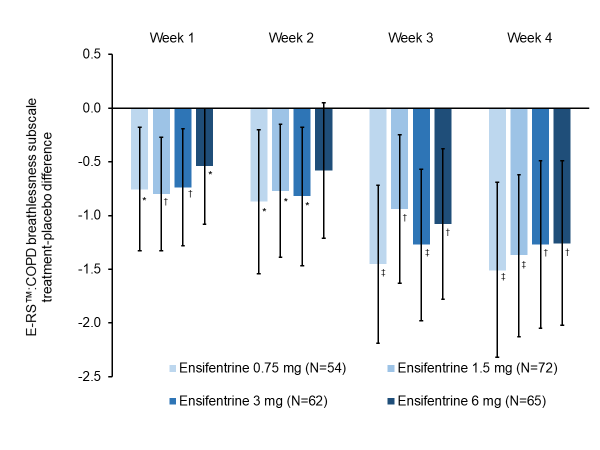 Week 1 Week 2 Week 3 Week 4
0.5
0.0
-0.5
-1.0
-1.5
-2.0
-2.5
E-RS™:COPD breathlessness subscale
treatment-placebo difference
* † † *
* * *
‡ † ‡ †
‡ ‡ † †
Ensifentrine 0.75 mg (N=54) Ensifentrine 1.5 mg (N=72)
Ensifentrine 3 mg (N=62) Ensifentrine 6 mg (N=65)